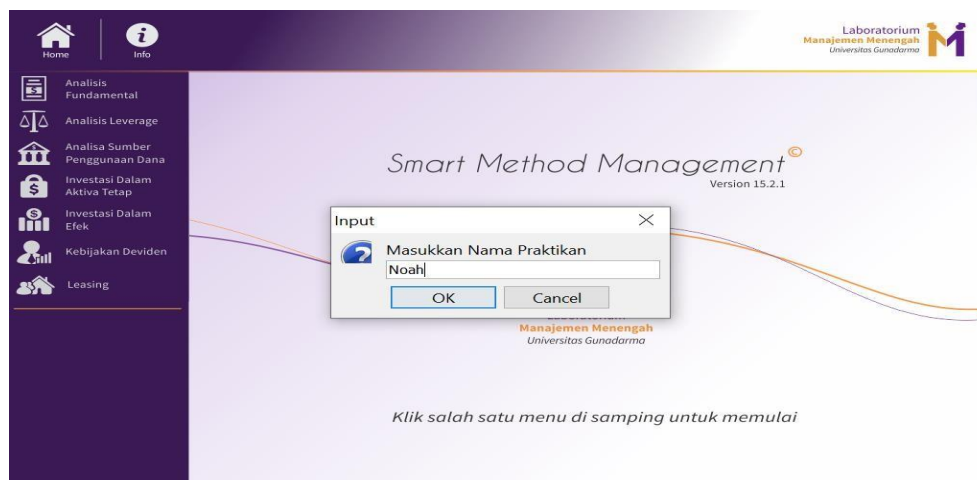 Home
Info
Laboratorium
Manajemen Menengah
Universitas Gunadarma
Analisis
Fundamental
Analisis Leverage
Analisa Sumber
Penggunaan Dana
Investasi Dalam
Aktiva Tetap
Investasi Dalam
Efek
Kebijakan Deviden
Leasing
Smart Method Management©
Version 15.2.1
Input
Masukkan Nama Praktikan
Noah
OK
Cancel
Manajemen Menengah
Universitas Gunadarma
Klik salah satu menu di samping untuk memulai